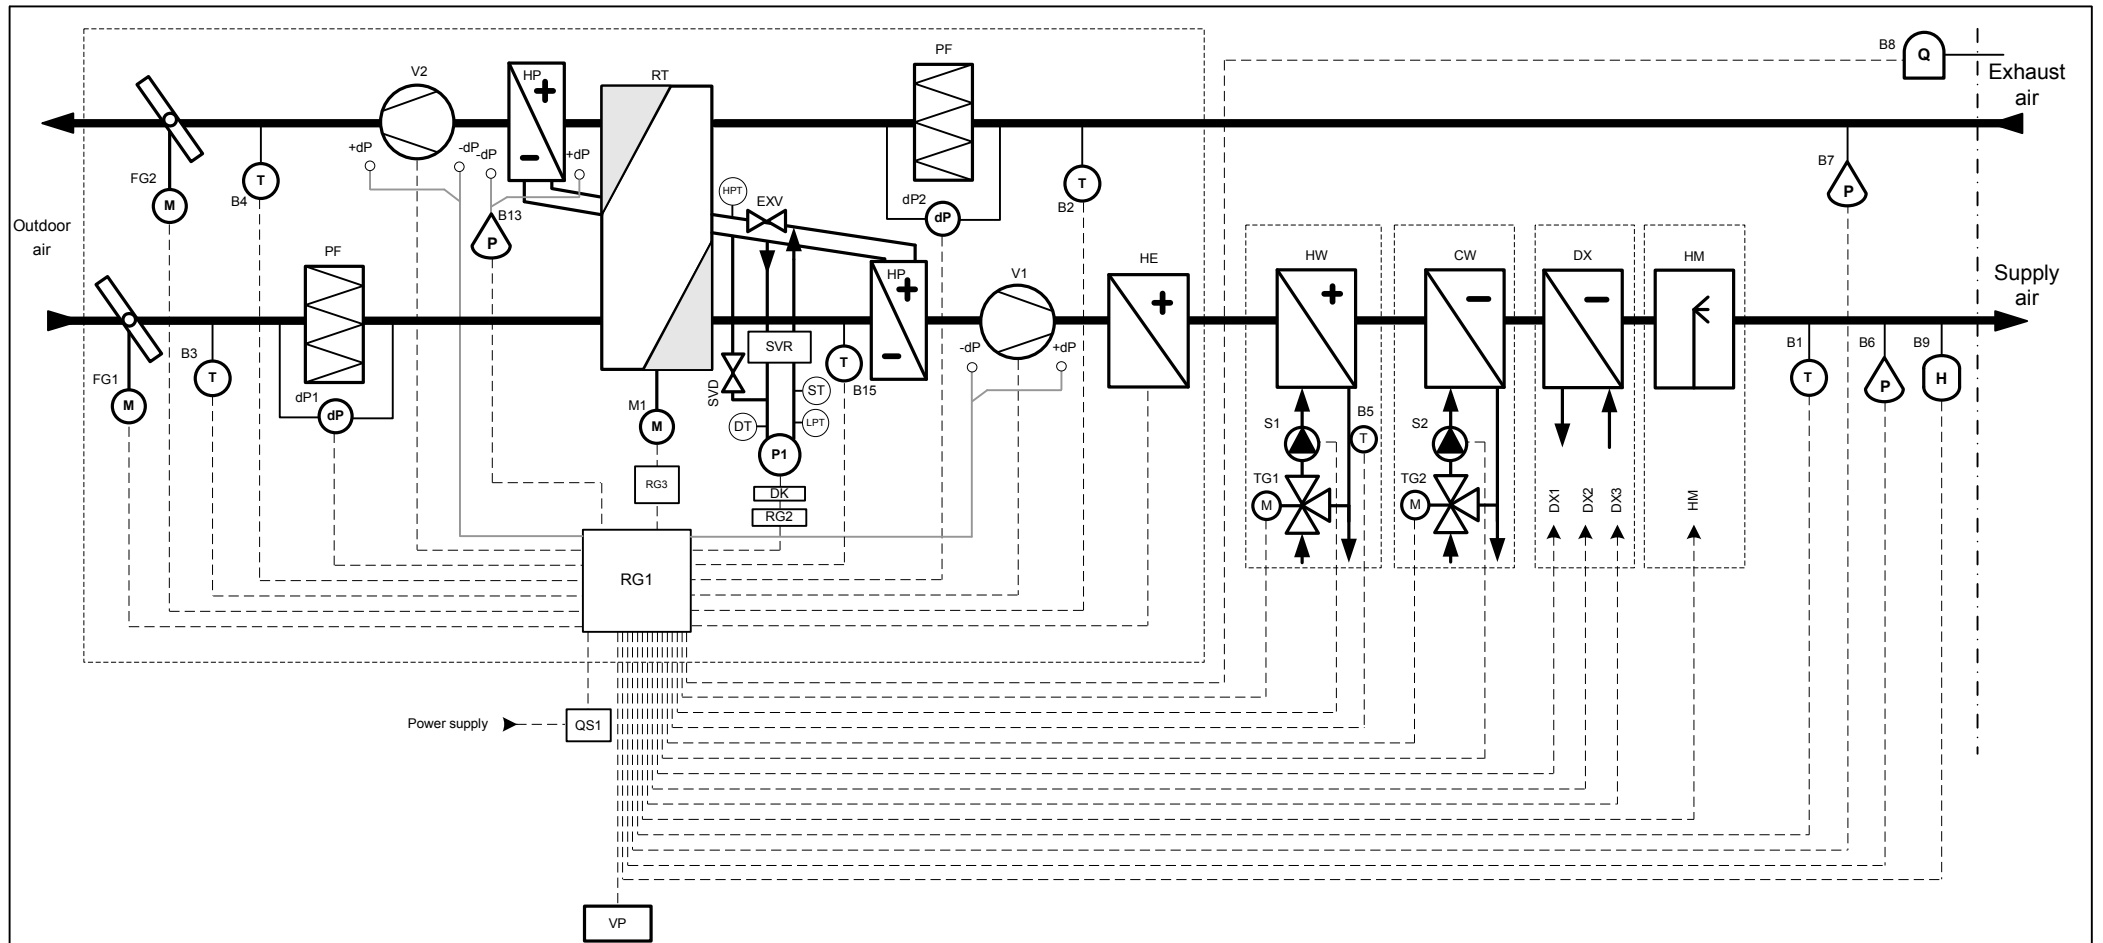 B8
Q
Exhaust
air
V2
HP
RT
PF
+dP
-dP
-dP
+dP
FG2
M
T
B4
B13
P
HPT
EXV
dP2
dP
T
B2
B7
P
Outdoor
air
PF
HP
V1
HE
HW
CW
DX
HM
Supply
air
B3
T
FG1
M
dP1
dP
M1
M
SVD
SVR
T
B15
ST
LPT
DT
P1
-dP
+dP
S1
B5
T
TG1
M
S2
TG2
M
DX1
DX2
DX3
HM
B1
T
B6
P
B9
H
RG3
DK
RG2
RG1
Power supply
QS1
VP